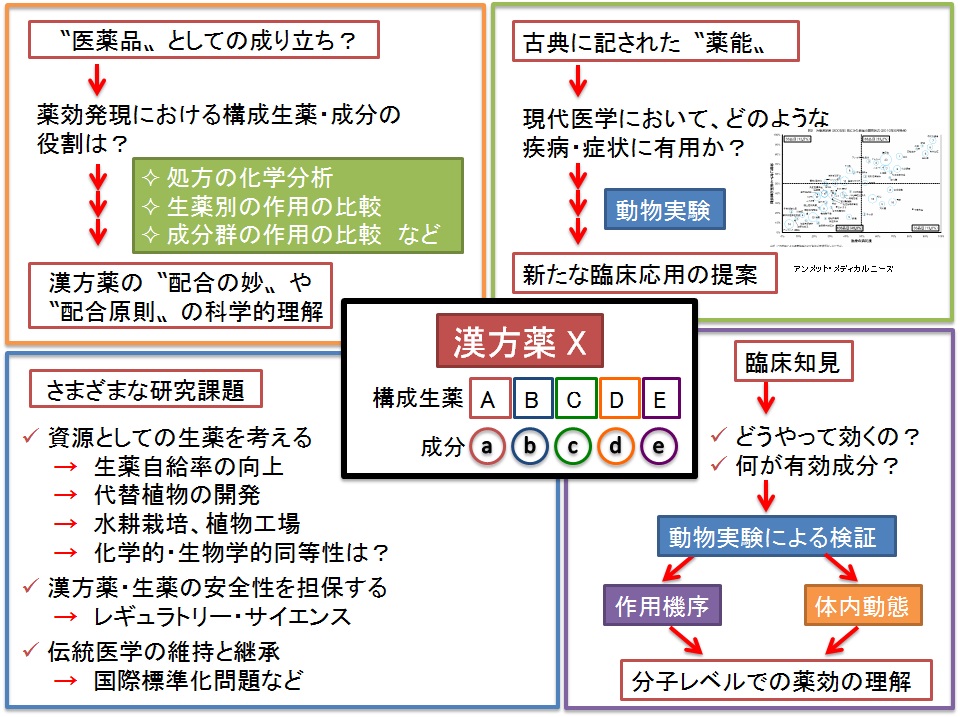 〝医薬品〟としての成り立ち？
薬効発現における構成生薬・成分の
役割は？
✧ 処方の化学分析
✧ 生薬別の作用の比較
✧ 成分群の作用の比較 など
漢方薬の〝配合の妙〟や
〝配合原則〟の科学的理解
古典に記された〝薬能〟
現代医学において、どのような
疾病・症状に有用か？
動物実験
新たな臨床応用の提案
アンメット・メディカルニーズ
漢方薬 X
構成生薬 A B C D E
成分 a b c d e
さまざまな研究課題
✓ 資源としての生薬を考える
→ 生薬自給率の向上
→ 代替植物の開発
→ 水耕栽培、植物工場
→ 化学的・生物学的同等性は？
✓ 漢方薬・生薬の安全性を担保する
→ レギュラトリー・サイエンス
✓ 伝統医学の維持と継承
→ 国際標準化問題など
臨床知見
✓ どうやって効くの？
✓ 何が有効成分？
動物実験による検証
作用機序
体内動態
分子レベルでの薬効の理解